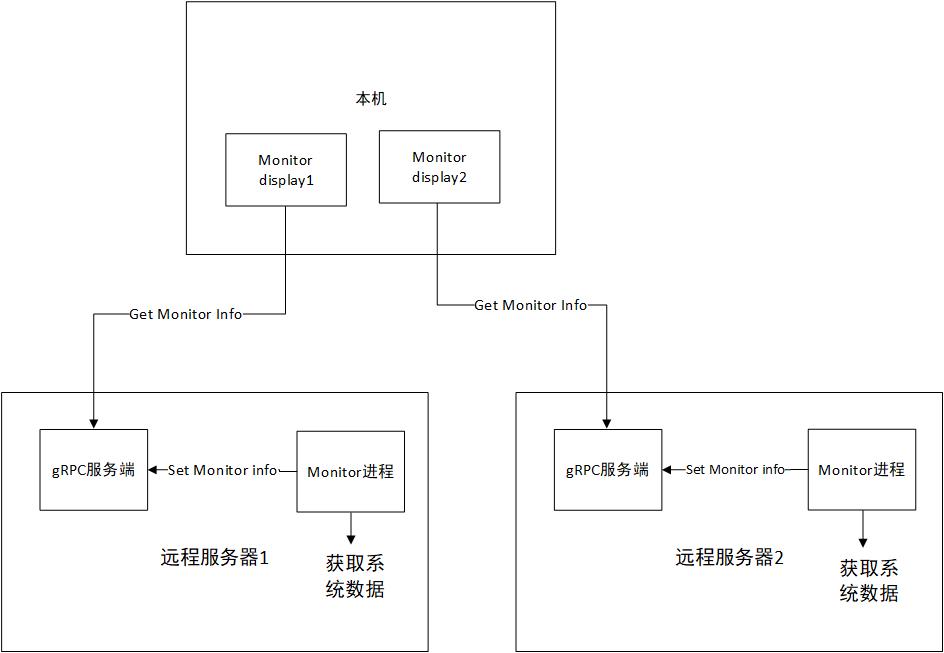 本机
Monitor
display1
Monitor
display2
Get Monitor Info
Get Monitor Info
gRPC服务端
Set Monitor info
Monitor进程
远程服务器1
获取系
统数据
gRPC服务端
Set Monitor info
Monitor进程
远程服务器2
获取系
统数据